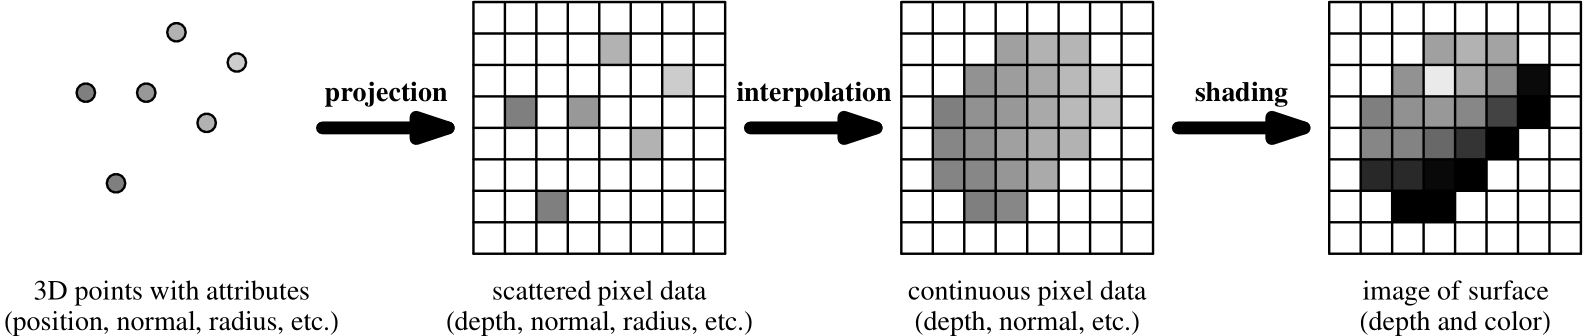 projection
interpolation
shading
3D points with attributes
(position, normal, radius, etc.)
scattered pixel data
(depth, normal, radius, etc.)
continuous pixel data
(depth, normal, etc.)
image of surface
(depth and color)